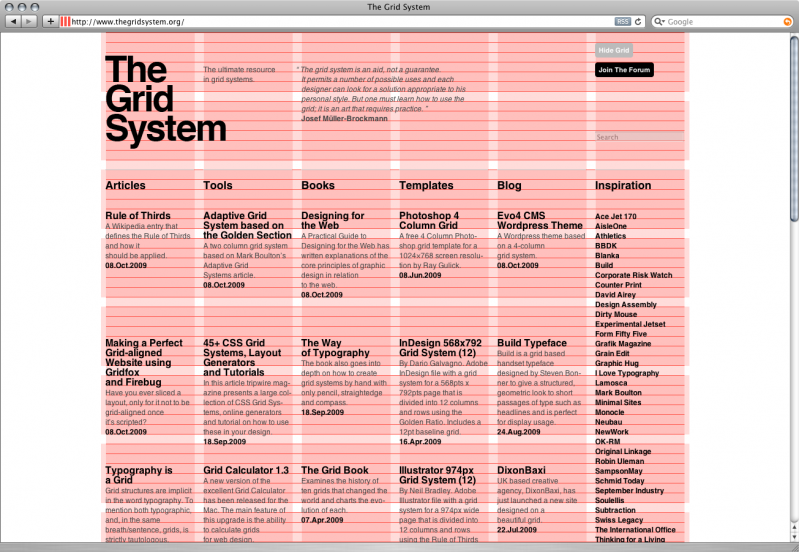 The Grid System
http://www.thegridsystem.org/
RSS
Google
Hide Grid
Join The Forum
Search
The
Grid
System
The ultimate resource
in grid systems.
“ The grid system is an aid, not a guarantee.
It permits a number of possible uses and each
designer can look for a solution appropriate to his
personal style. But one must learn how to use the
grid; it is an art that requires practice. ”
Josef Müller-Brockmann
Articles
Rule of Thirds
A Wikipedia entry that
defines the Rule of Thirds
and how it
should be applied.
08.Oct.2009
Making a Perfect
Grid-aligned
Website using
Gridfox
and Firebug
Have you ever sliced a
layout, only for it not to be
grid-aligned once
it's scripted?
08.Oct.2009
Typography is
a Grid
Grid structures are implicit
in the word typography. To
mention both typographic,
and, in the same
breath/sentence, grids, is
strictly tautologous.
Tools
Adaptive Grid
System based on
the Golden Section
A two column grid system
based on Mark Boulton's
Adaptive Grid
Systems article.
08.Oct.2009
45+ CSS Grid
Systems, Layout
Generators
and Tutorials
In this article tripwire mag-
azine presents a large col-
lection of CSS Grid Sys-
tems, online generators
and tutorial on how to use
these in your design.
18.Sep.2009
Grid Calculator 1.3
A new version of the
excellent Grid Calculator
has been released for the
Mac. The main feature of
this upgrade is the ability
to calculate grids
for web design.
Books
Designing for
the Web
A Practical Guide to
Designing for the Web has
written explanations of the
core principles of graphic
design in relation
to the web.
08.Oct.2009
The Way
of Typography
The book also goes into
depth on how to create
grid systems by hand with
only pencil, straightedge
and compass.
18.Sep.2009
The Grid Book
Examines the history of
ten grids that changed the
world and charts the evo-
lution of each.
07.Apr.2009
Templates
Photoshop 4
Column Grid
A free 4 Column Photo-
shop grid template for a
1024x768 screen resolu-
tion by Ray Gulick.
08.Jun.2009
InDesign 568x792
Grid System (12)
By Dario Galvagno. Adobe
InDesign file with a grid
system for a 568pts x
792pts page that is
divided into 12 columns
and rows using the
Golden Ratio. Includes a
12pt baseline grid.
16.Apr.2009
Illustrator 974px
Grid System (12)
By Neil Bradley. Adobe
Illustrator file with a grid
system for a 974px wide
page that is divided into
12 columns and rows
using the Rule of Thirds
Blog
Evo4 CMS
Wordpress Theme
A Wordpress theme based
on a 4-column
grid system.
08.Oct.2009
Build Typeface
Build is a grid based
handset typeface
designed by Steven Bon-
ner to give a structured,
geometric look to short
passages of type such as
headlines and is perfect
for display usage.
24.Aug.2009
DixonBaxi
UK based creative
agency, DixonBaxi, has
just launched a new site
designed on a
beautiful grid.
22.Jul.2009
Inspiration
Ace Jet 170
AisleOne
Athletics
BBDK
Blanka
Build
Corporate Risk Watch
Counter Print
David Airey
Design Assembly
Dirty Mouse
Experimental Jetset
Form Fifty Five
Grafik Magazine
Grain Edit
Graphic Hug
I Love Typography
Lamosca
Mark Boulton
Minimal Sites
Monocle
Neubau
NewWork
OK-RM
Original Linkage
Robin Uleman
SampsonMay
Schmid Today
September Industry
Soulellis
Subtraction
Swiss Legacy
The International Office
Thinking for a Living